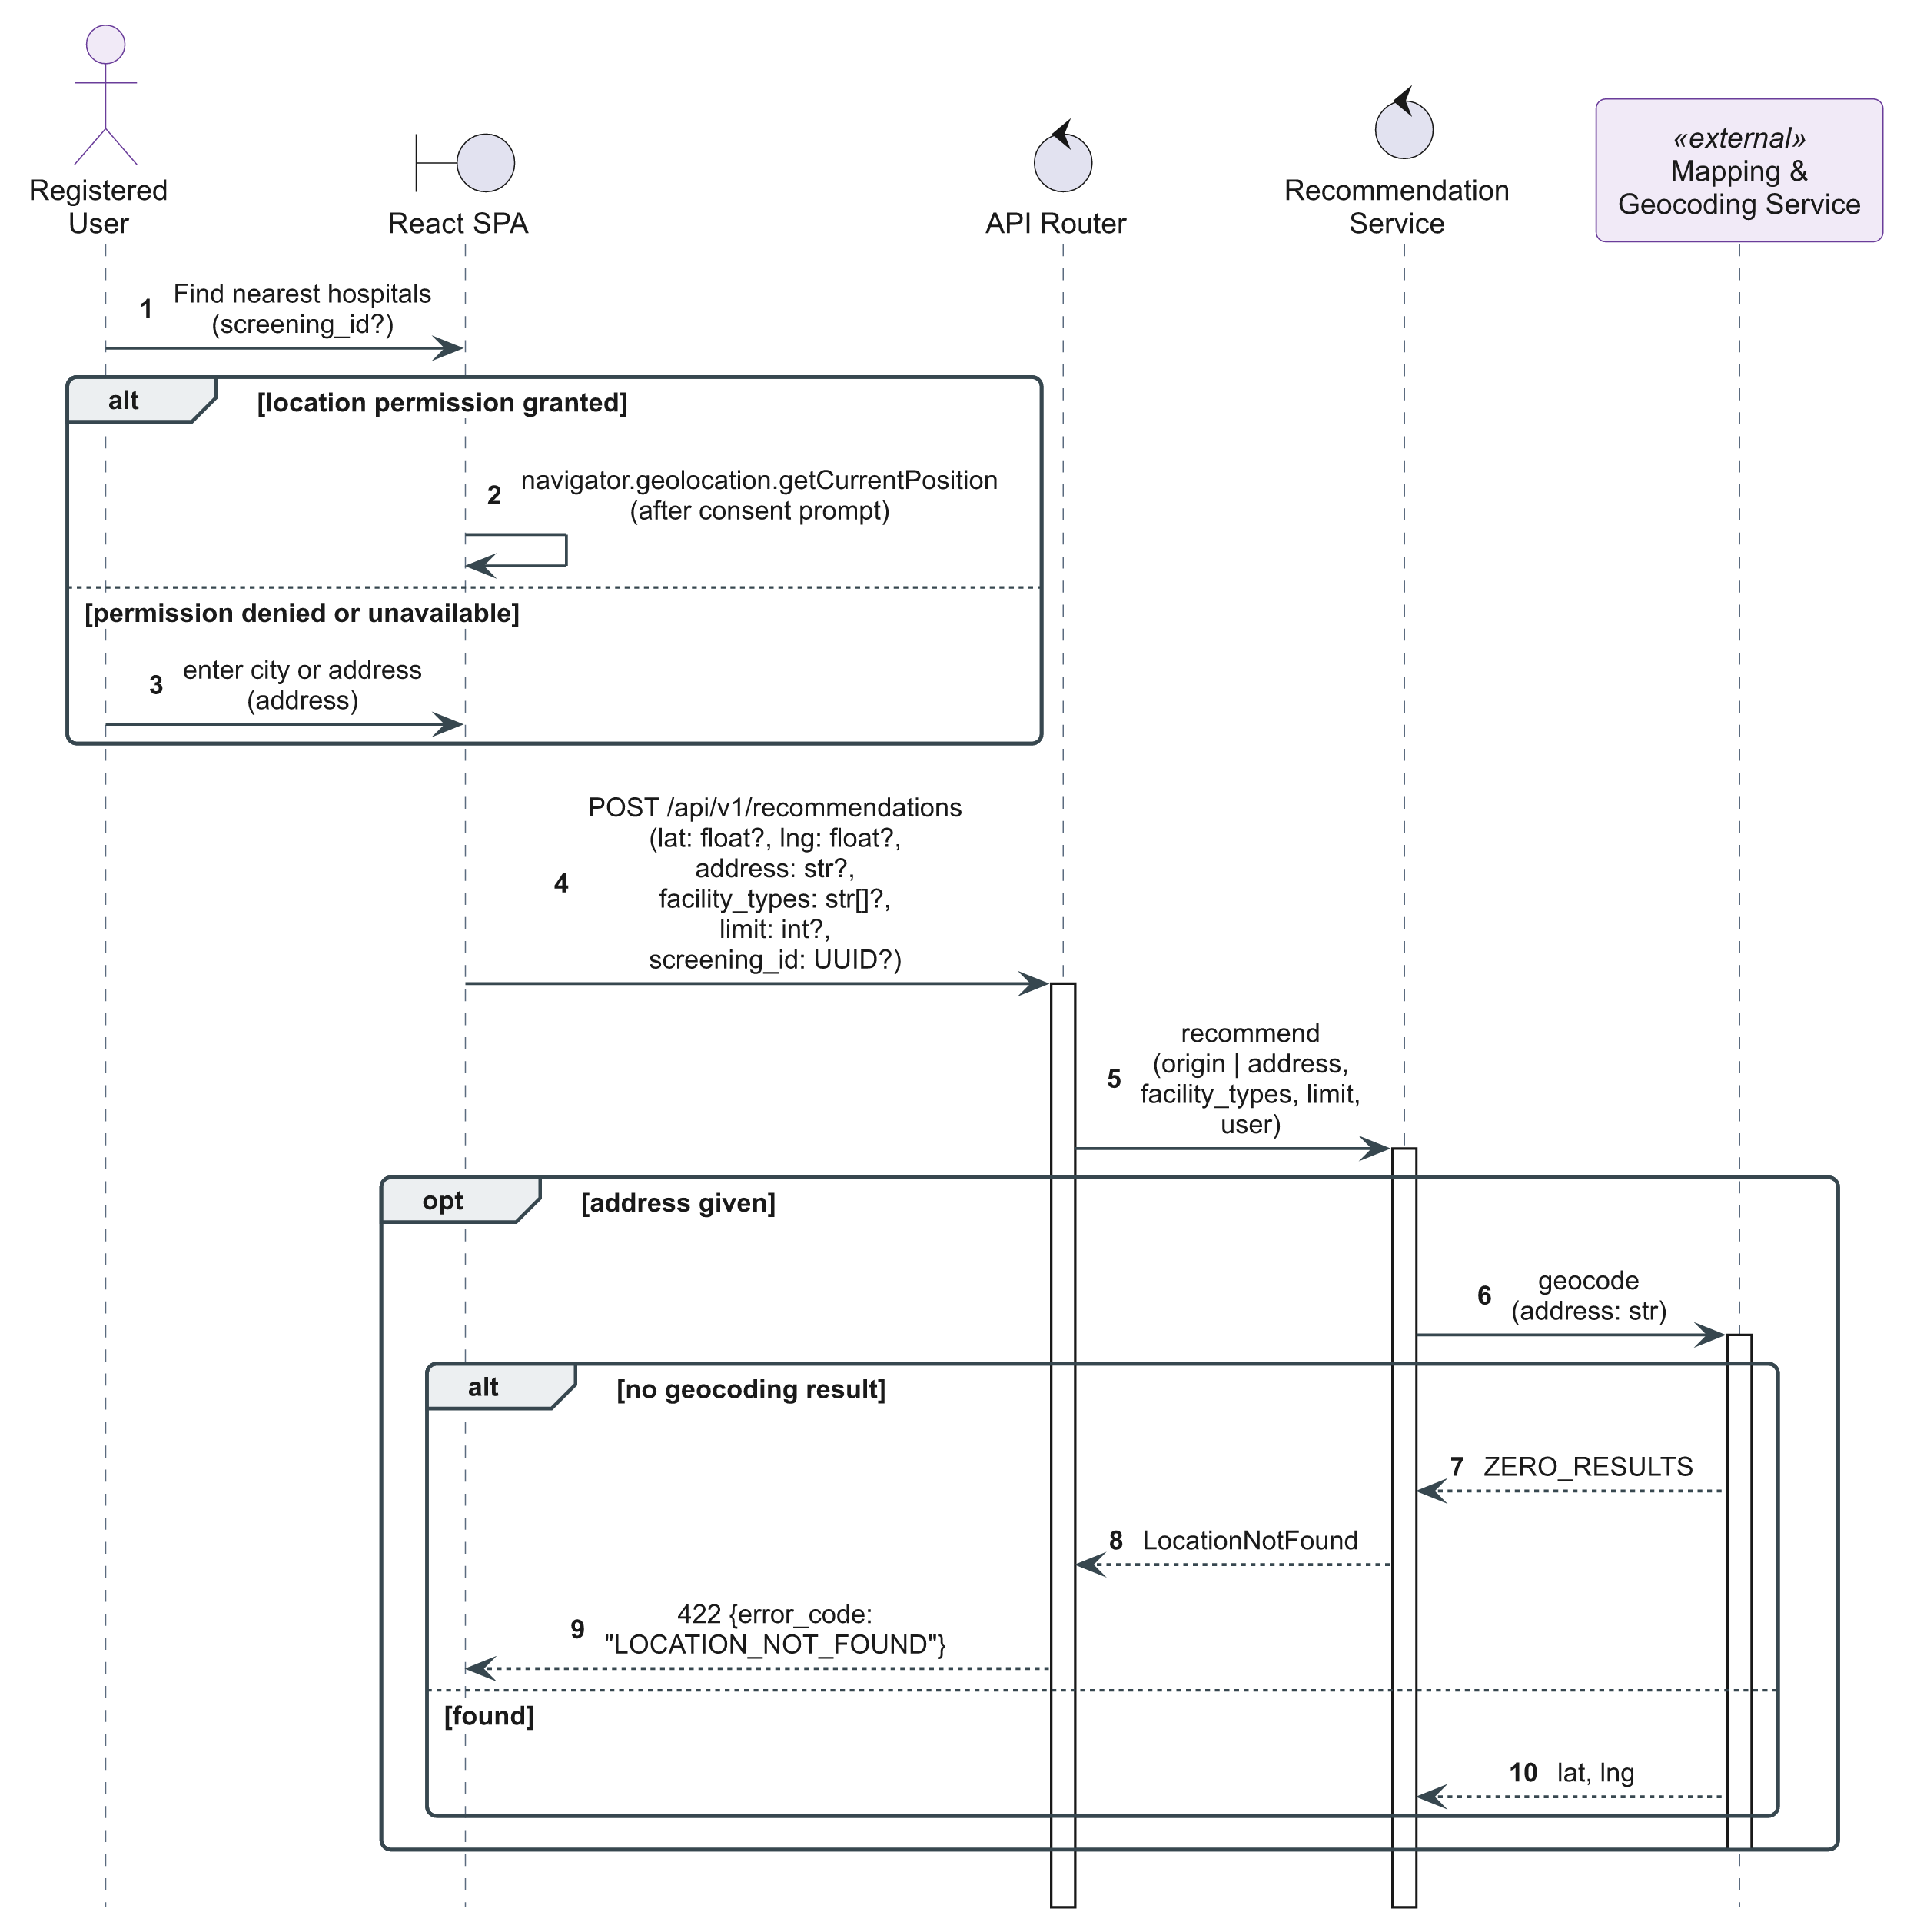 Registered
User
React SPA
API Router
Recommendation
Service
«external»
Mapping &
Geocoding Service
1
Find nearest hospitals
(screening_id?)
alt
[location permission granted]
2
navigator.geolocation.getCurrentPosition
(after consent prompt)
[permission denied or unavailable]
3
enter city or address
(address)
4
POST /api/v1/recommendations
(lat: float?, lng: float?,
address: str?,
facility_types: str[]?,
limit: int?,
screening_id: UUID?)
5
recommend
(origin | address,
facility_types, limit,
user)
opt
[address given]
6
geocode
(address: str)
alt
[no geocoding result]
7 ZERO_RESULTS
8 LocationNotFound
9
422 {error_code:
"LOCATION_NOT_FOUND"}
[found]
10 lat, lng